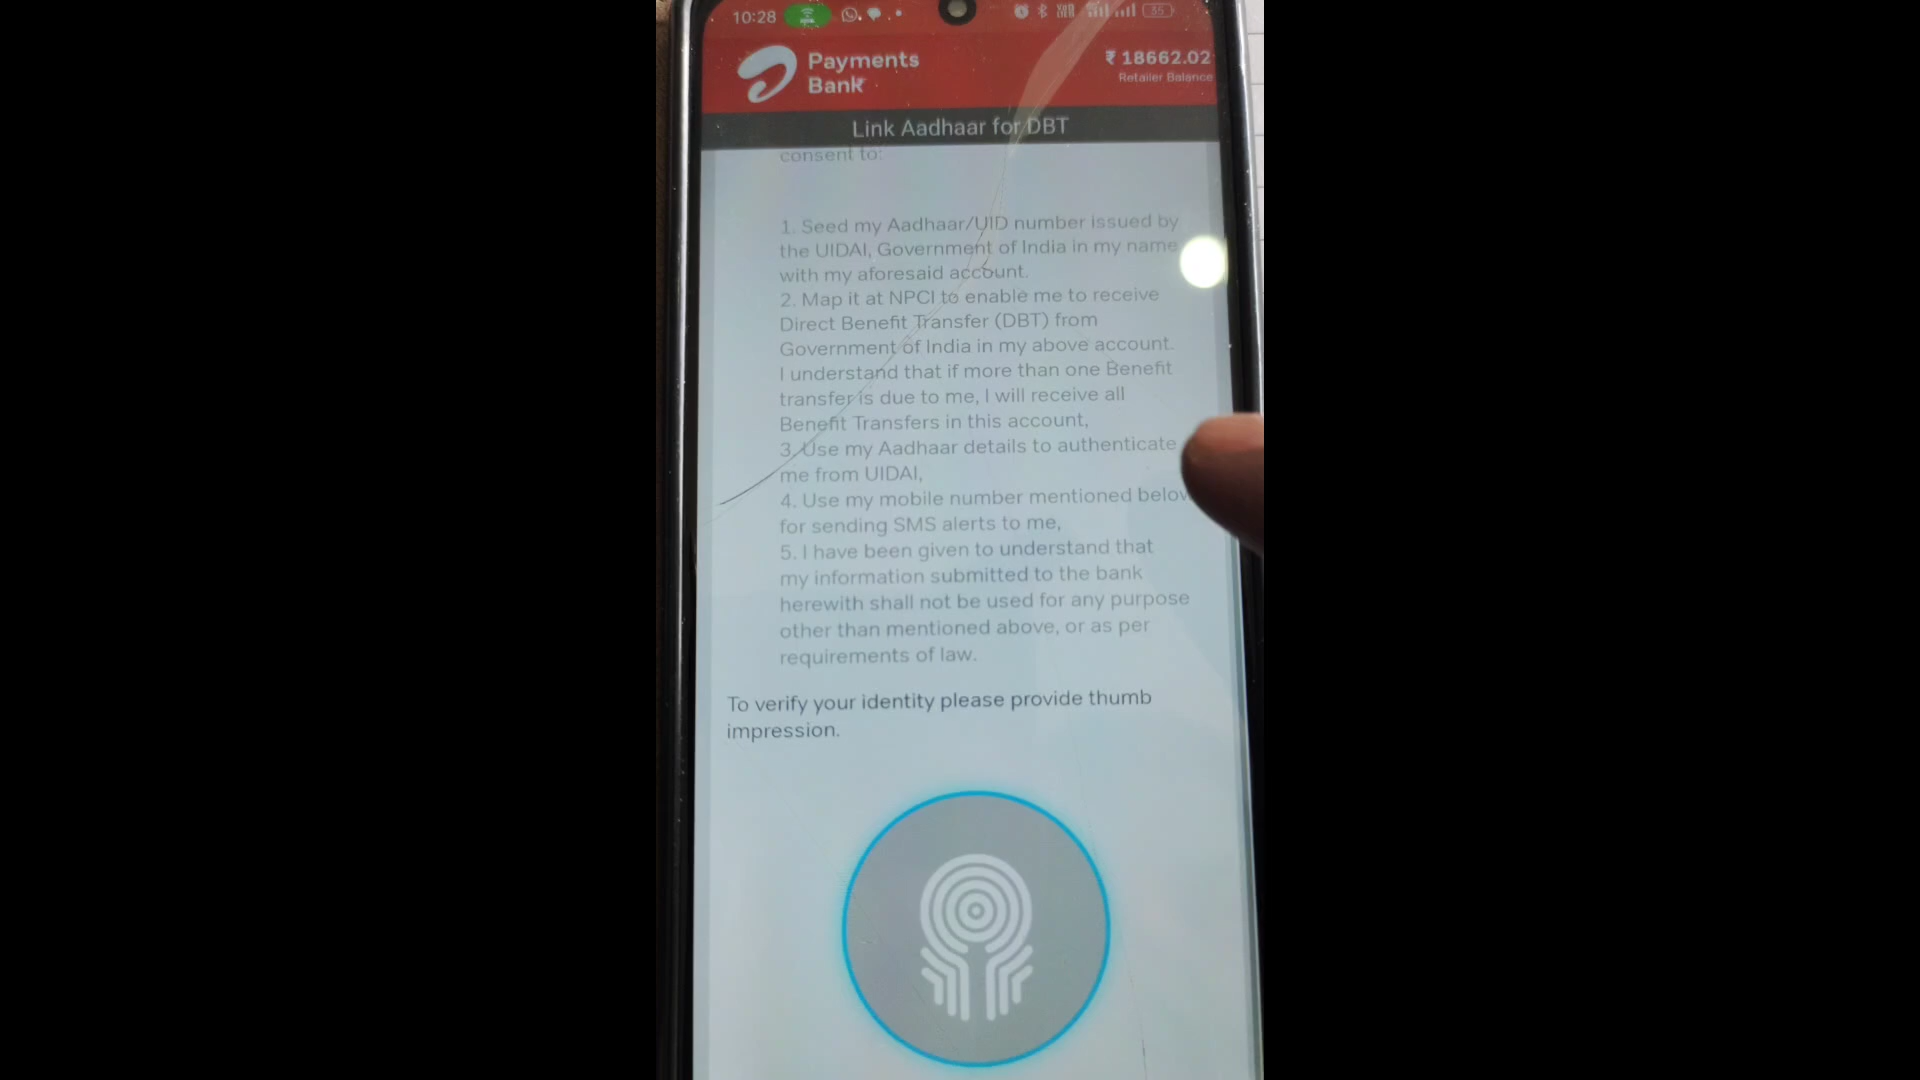 10:28
35
Payments
Bank
₹ 18662.02
Retailer Balance
Link Aadhaar for DBT
consent to:
1. Seed my Aadhaar/UID number issued by
the UIDAI, Government of India in my name
with my aforesaid account.
2. Map it at NPCI to enable me to receive
Direct Benefit Transfer (DBT) from
Government of India in my above account.
I understand that if more than one Benefit
transfer is due to me, I will receive all
Benefit Transfers in this account,
3. Use my Aadhaar details to authenticate
me from UIDAI,
4. Use my mobile number mentioned below
for sending SMS alerts to me,
5. I have been given to understand that
my information submitted to the bank
herewith shall not be used for any purpose
other than mentioned above, or as per
requirements of law.
To verify your identity please provide thumb
impression.